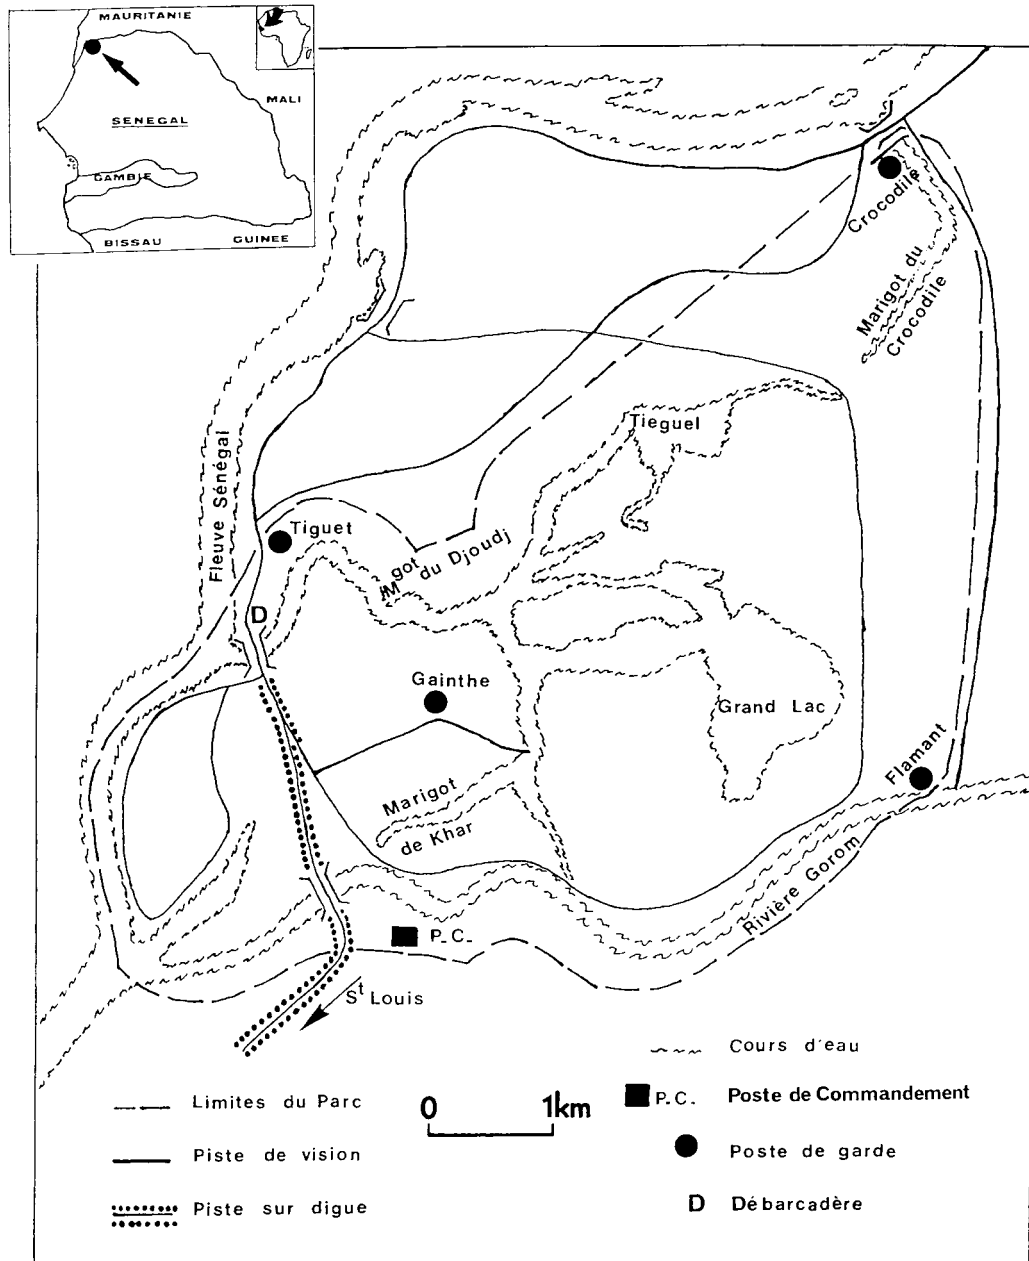 MAURITANIE
MALI
SENEGAL
GAMBIE
BISSAU
GUINEE
Crocodile
Marigot du
Crocodile
Tieguel
Fleuve Sénégal
Tiguet
Mgot du Djoudj
D
Gainthe
Grand Lac
Flamant
Marigot
de Khar
Rivière Gorom
P.C.
St Louis
Cours d'eau
Limites du Parc
0 1km
P.C. Poste de Commandement
Piste de vision
Poste de garde
Piste sur digue
D Débarcadère